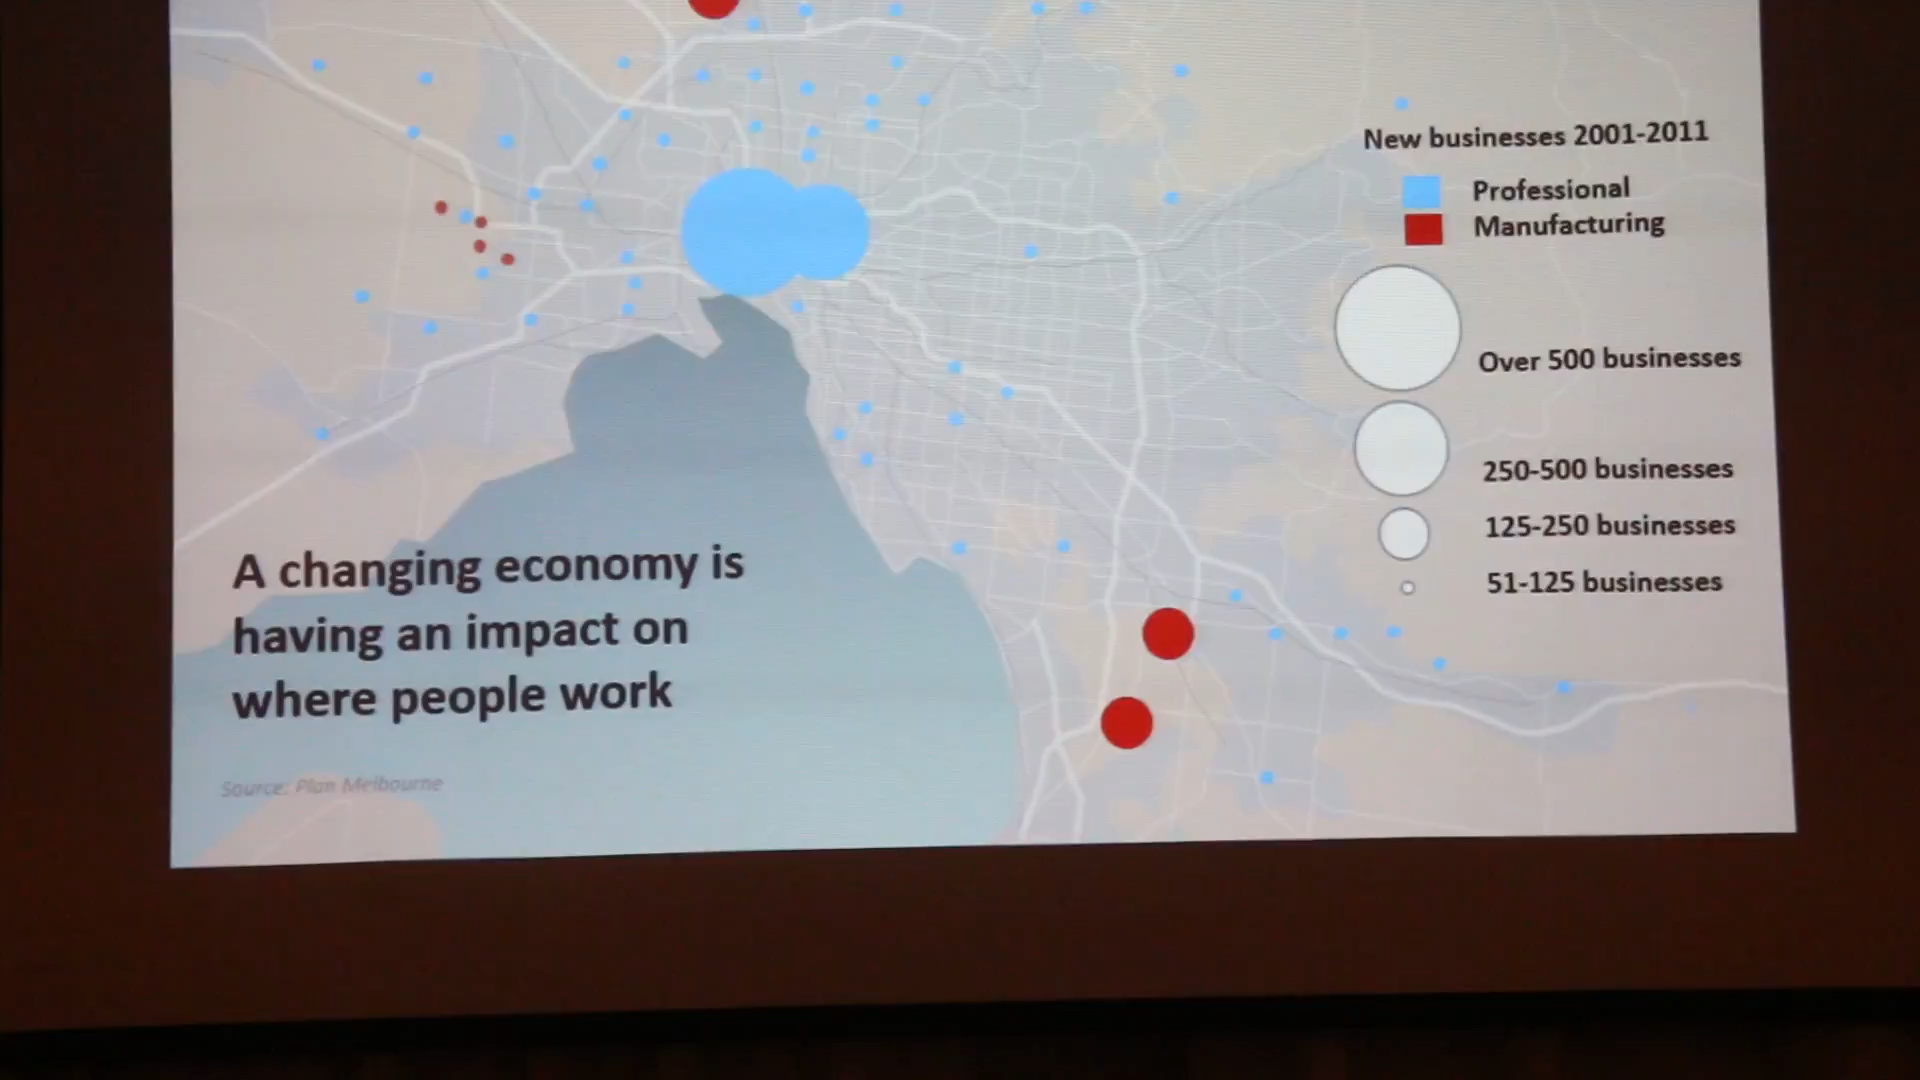 New businesses 2001-2011
Professional
Manufacturing
Over 500 businesses
250-500 businesses
125-250 businesses
51-125 businesses
A changing economy is
having an impact on
where people work
Source: Plan Melbourne